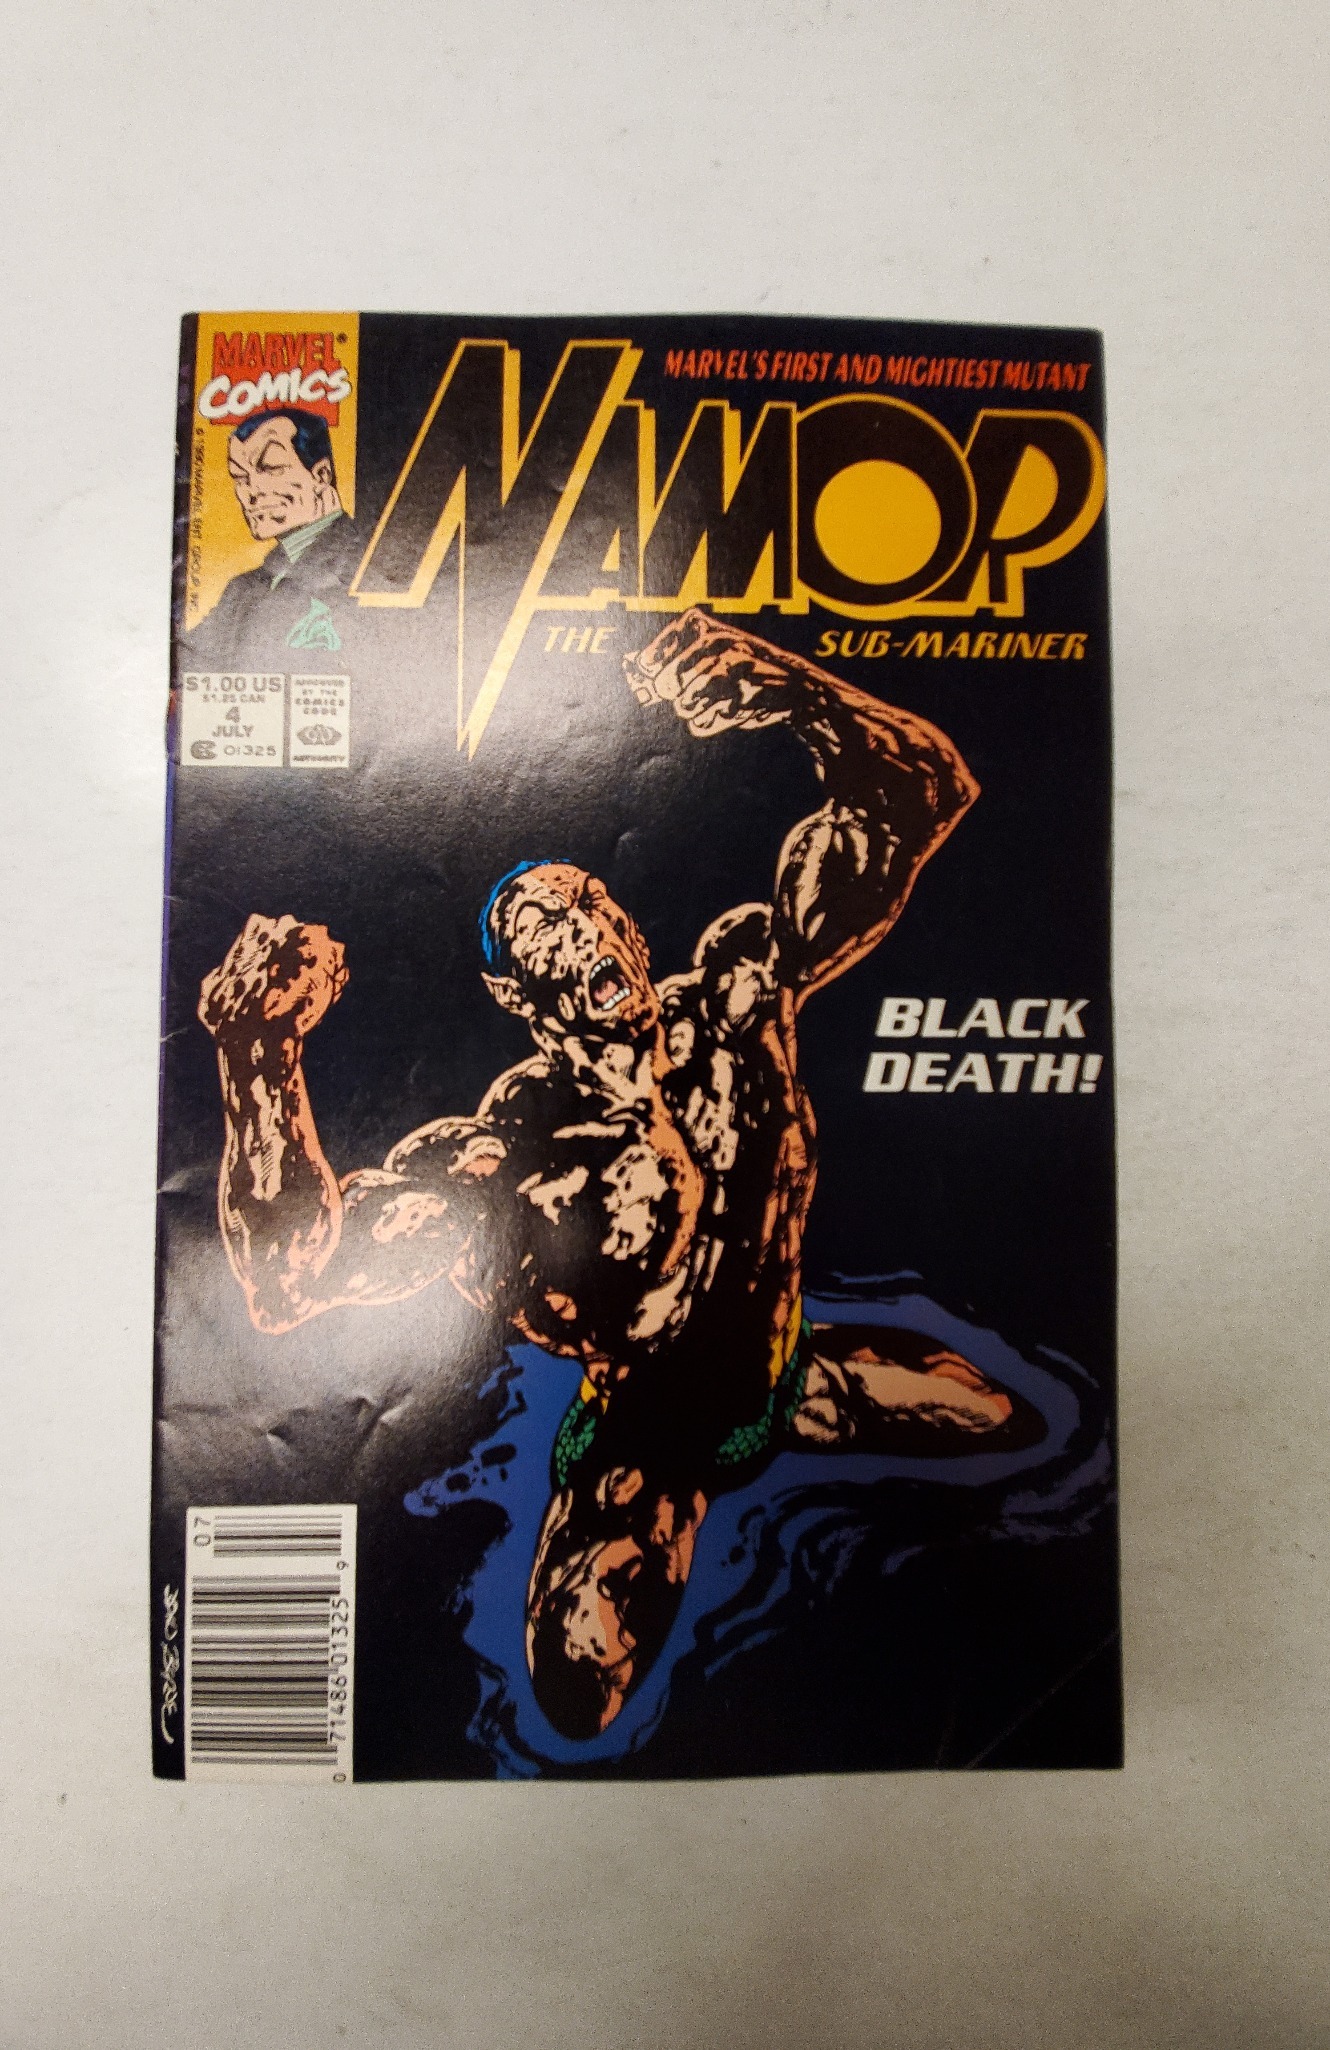 MARVEL®
COMICS
MARVEL'S FIRST AND MIGHTIEST MUTANT
NAMOR
THE SUB-MARINER
$1.00 US
$1.25 CAN
4
JULY
01325
APPROVED
BY THE
COMICS
CODE
AUTHORITY
BLACK
DEATH!
07
0 71486 01325 9